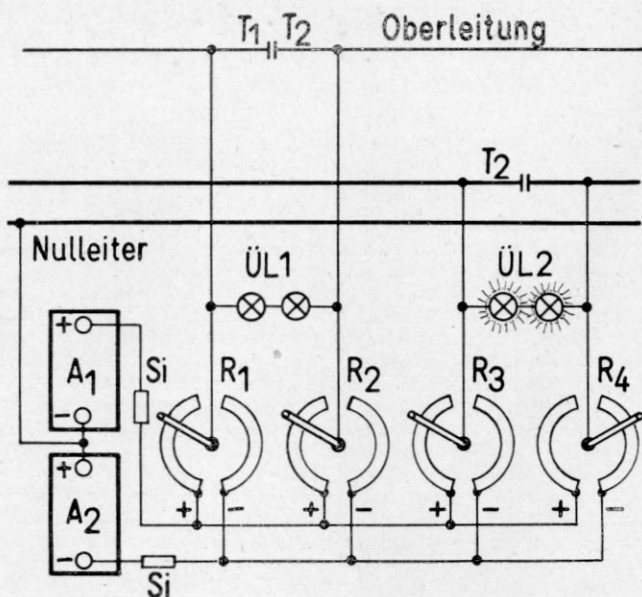 T1 T2 Oberleitung
T2
Nulleiter
ÜL1 ÜL2
+ A1 -
Si
R1 R2 R3 R4
+ A2 -
+ - + - + - + -
Si